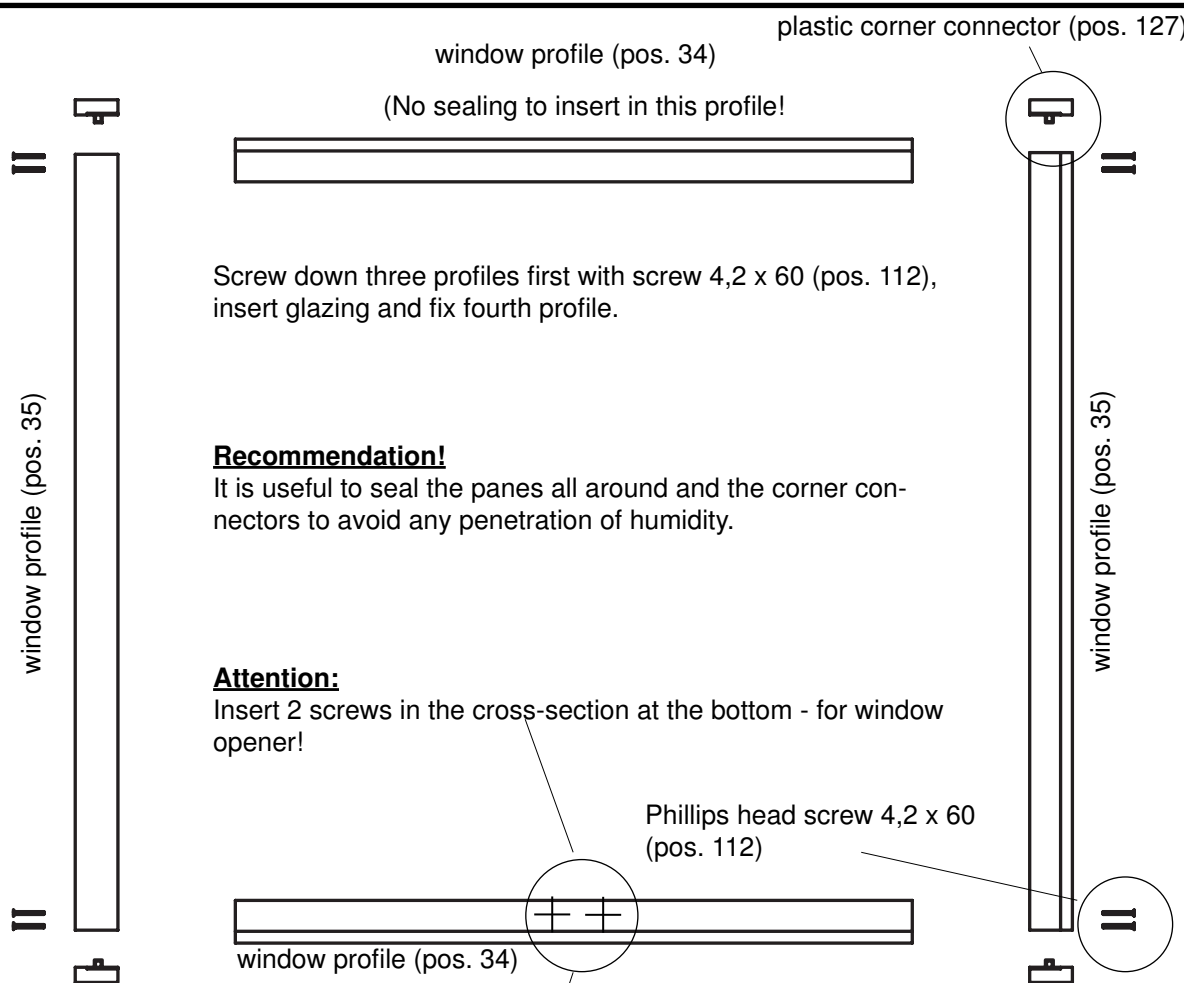 plastic corner connector (pos. 127)
window profile (pos. 34)
(No sealing to insert in this profile!
Screw down three profiles first with screw 4,2 x 60 (pos. 112),
insert glazing and fix fourth profile.
window profile (pos. 35)
window profile (pos. 35)
Recommendation!
It is useful to seal the panes all around and the corner con-
nectors to avoid any penetration of humidity.
Attention:
Insert 2 screws in the cross-section at the bottom - for window
opener!
Phillips head screw 4,2 x 60
(pos. 112)
window profile (pos. 34)